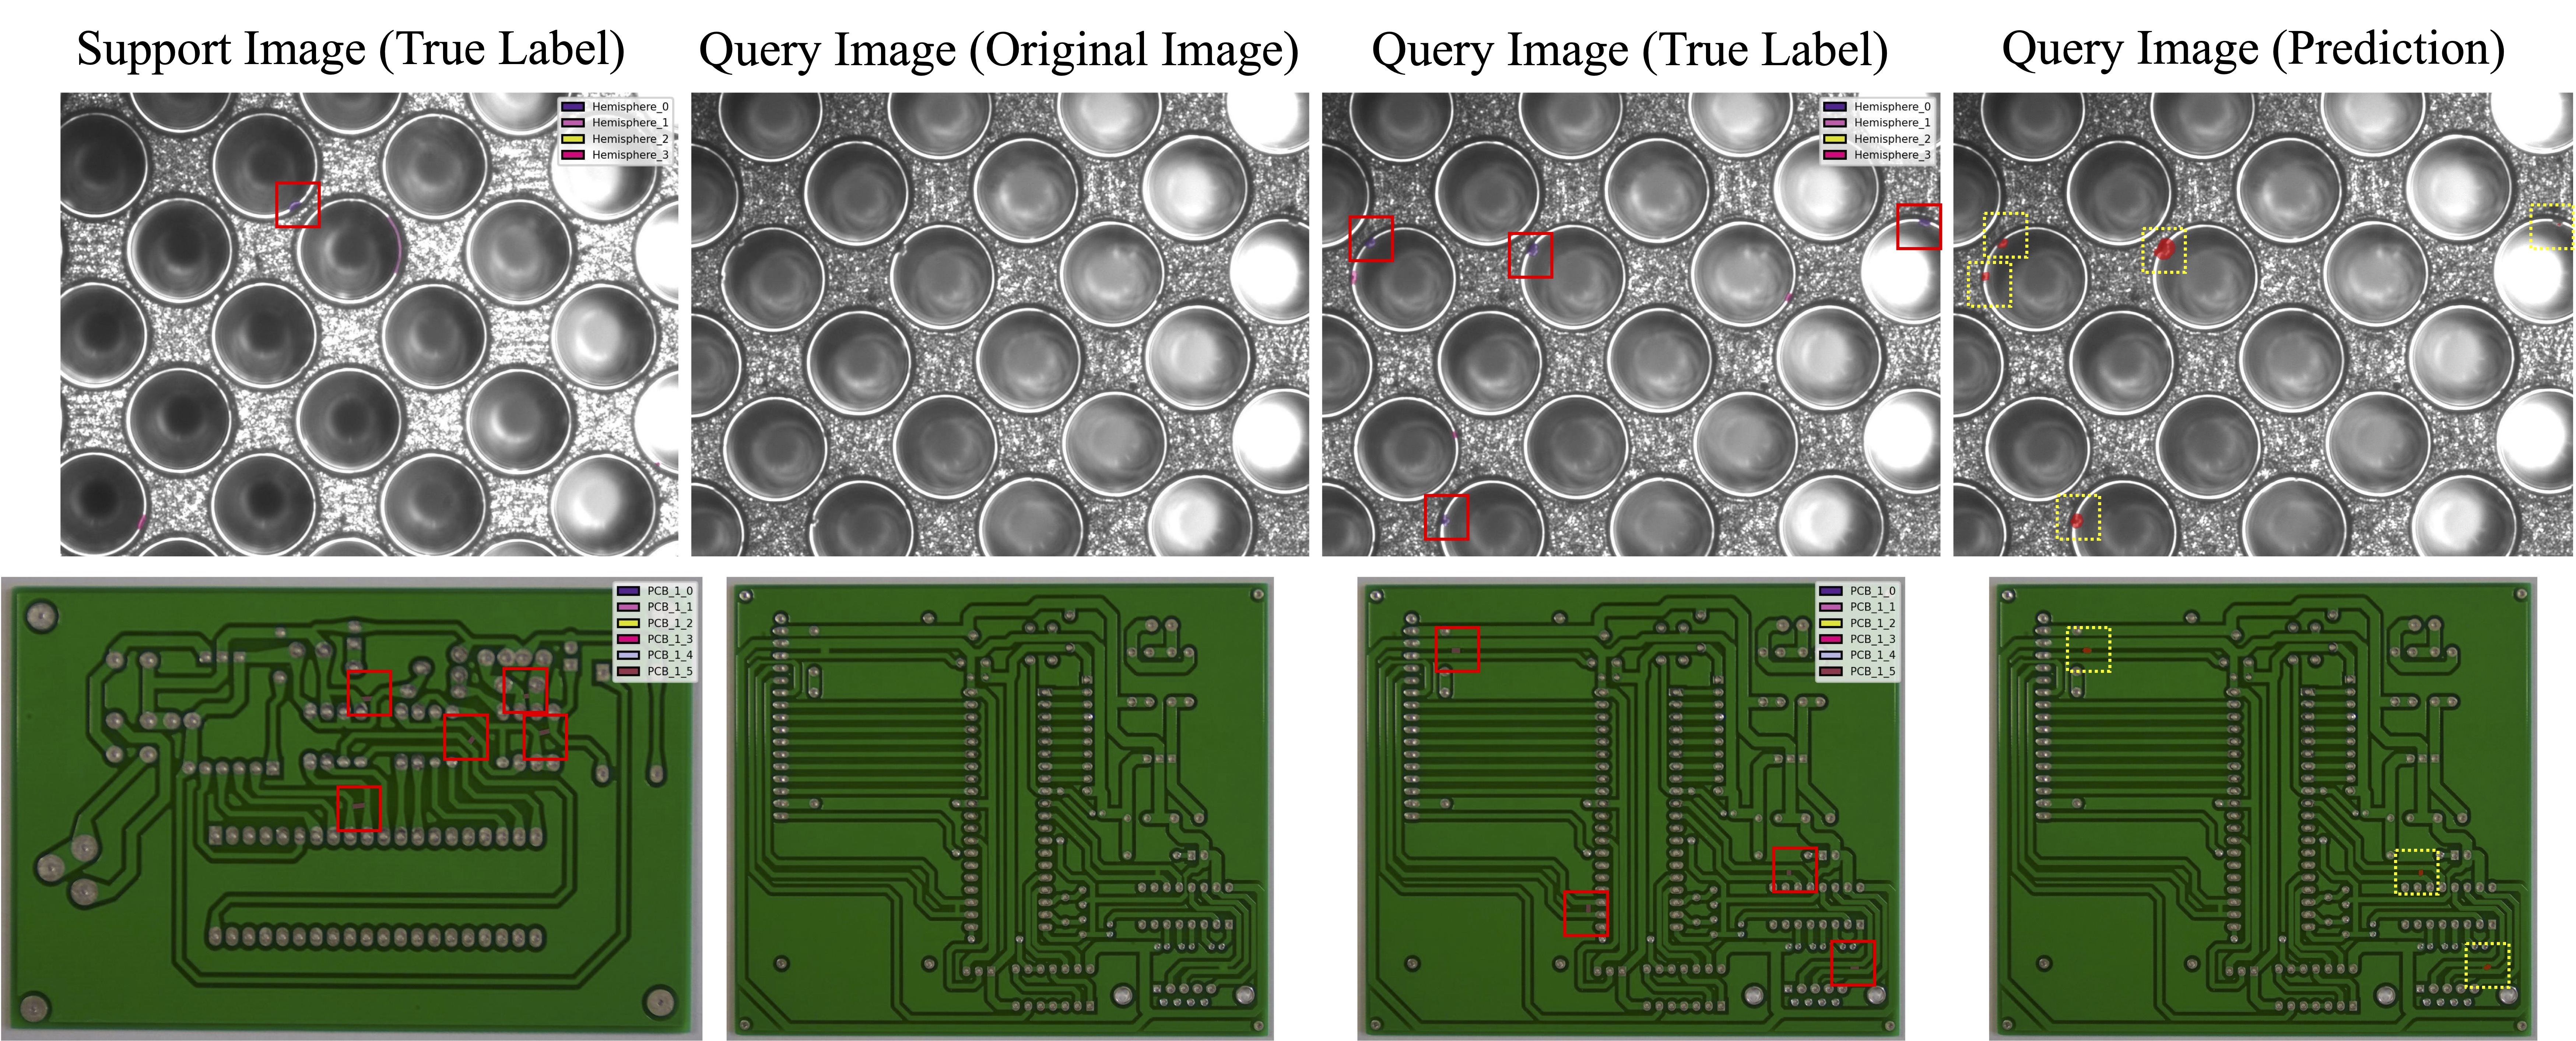 Support Image (True Label)
Query Image (Original Image)
Query Image (True Label)
Query Image (Prediction)
Hemisphere_0
Hemisphere_1
Hemisphere_2
Hemisphere_3
Hemisphere_0
Hemisphere_1
Hemisphere_2
Hemisphere_3
PCB_1_0
PCB_1_1
PCB_1_2
PCB_1_3
PCB_1_4
PCB_1_5
PCB_1_0
PCB_1_1
PCB_1_2
PCB_1_3
PCB_1_4
PCB_1_5